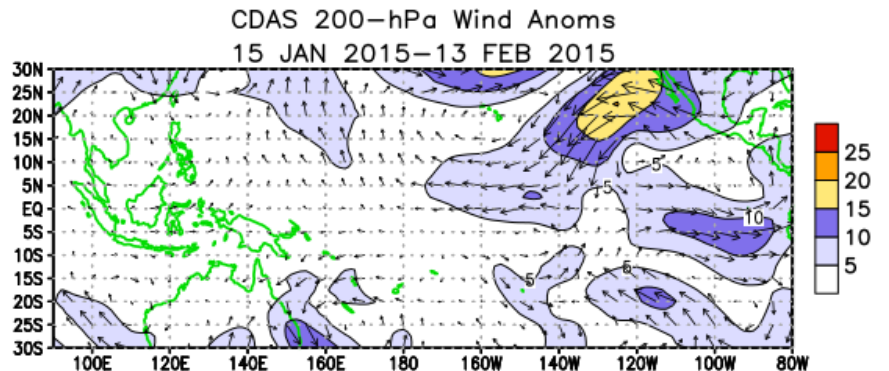 CDAS 200-hPa Wind Anoms
15 JAN 2015-13 FEB 2015
30N
25N
20N
15N
10N
5N
EQ
5S
10S
15S
20S
25S
30S
5
5
10
5
5
25
20
15
10
5
100E 120E 140E 160E 180 160W 140W 120W 100W 80W